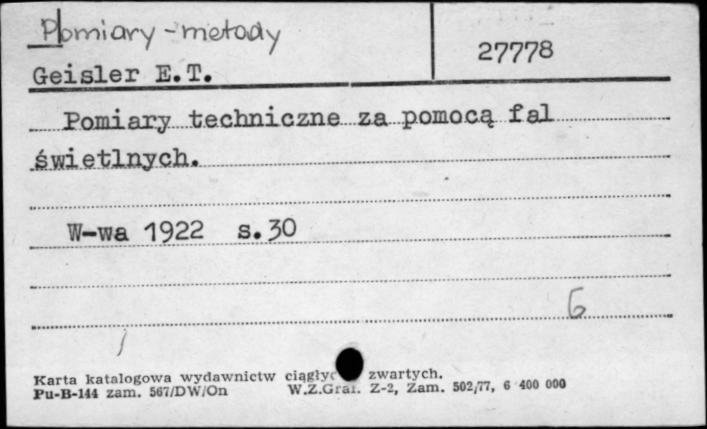 Pomiary - metody
27778
Geisler E.T.
Pomiary techniczne za pomocą fal
świetlnych.
W-wa 1922 s.30
6
Karta katalogowa wydawnictw zwartych.
Pu-B-144 zam. 567/DW/On W.Z.Graf. Z-2, Zam. 502/77, 6 400 000